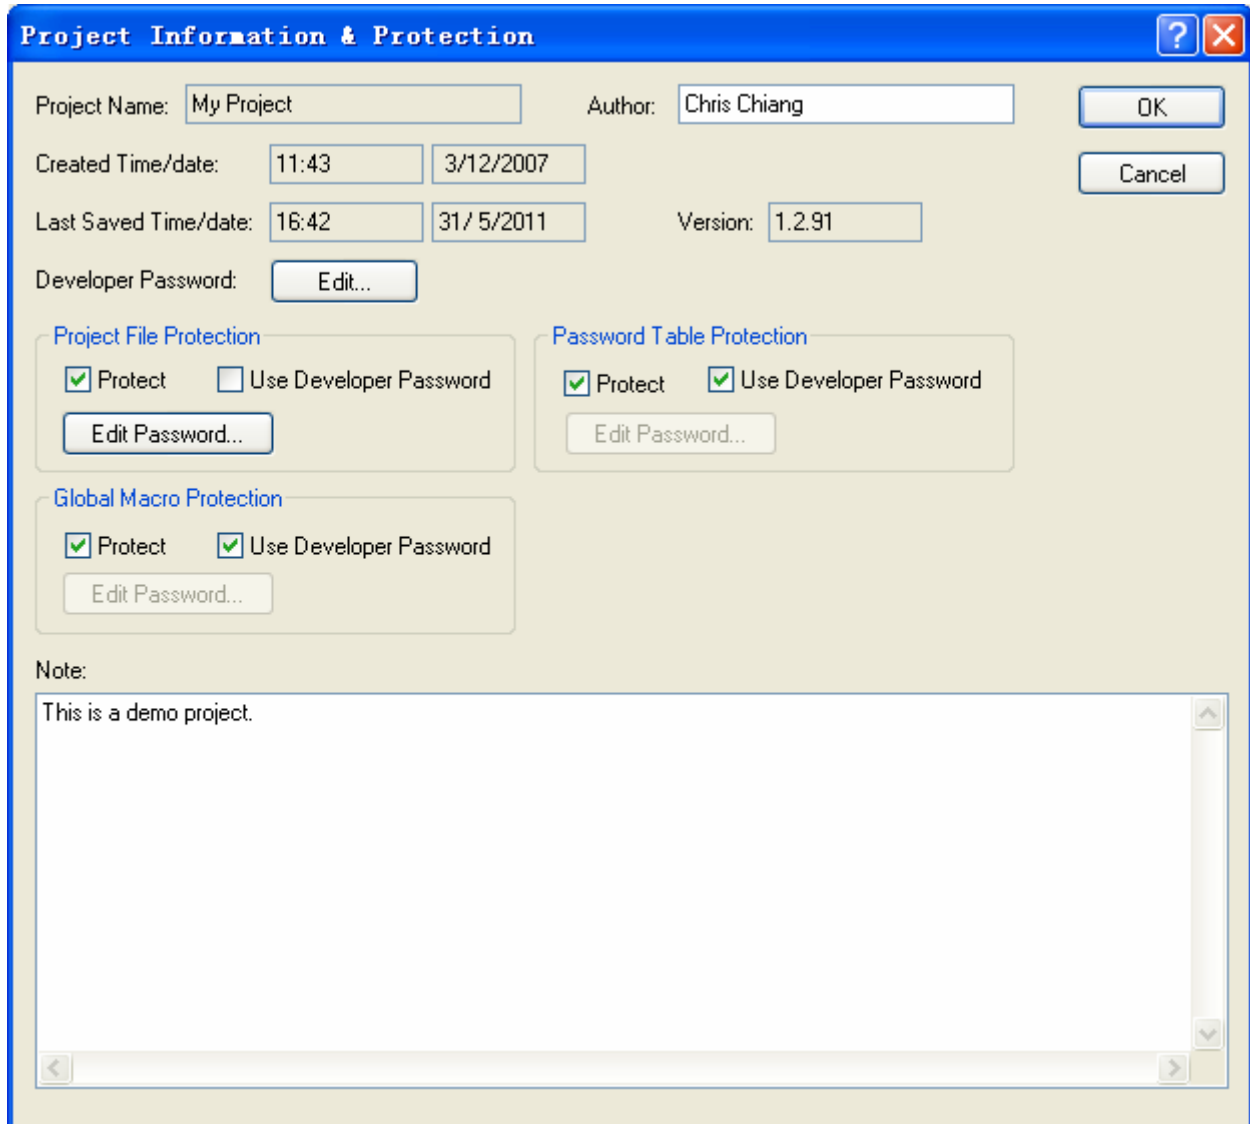 Project Information & Protection
Project Name: My Project Author: Chris Chiang OK
Created Time/date: 11:43 3/12/2007 Cancel
Last Saved Time/date: 16:42 31/ 5/2011 Version: 1.2.91
Developer Password: Edit...
Project File Protection
Protect Use Developer Password
Edit Password...
Password Table Protection
Protect Use Developer Password
Edit Password...
Global Macro Protection
Protect Use Developer Password
Edit Password...
Note:
This is a demo project.